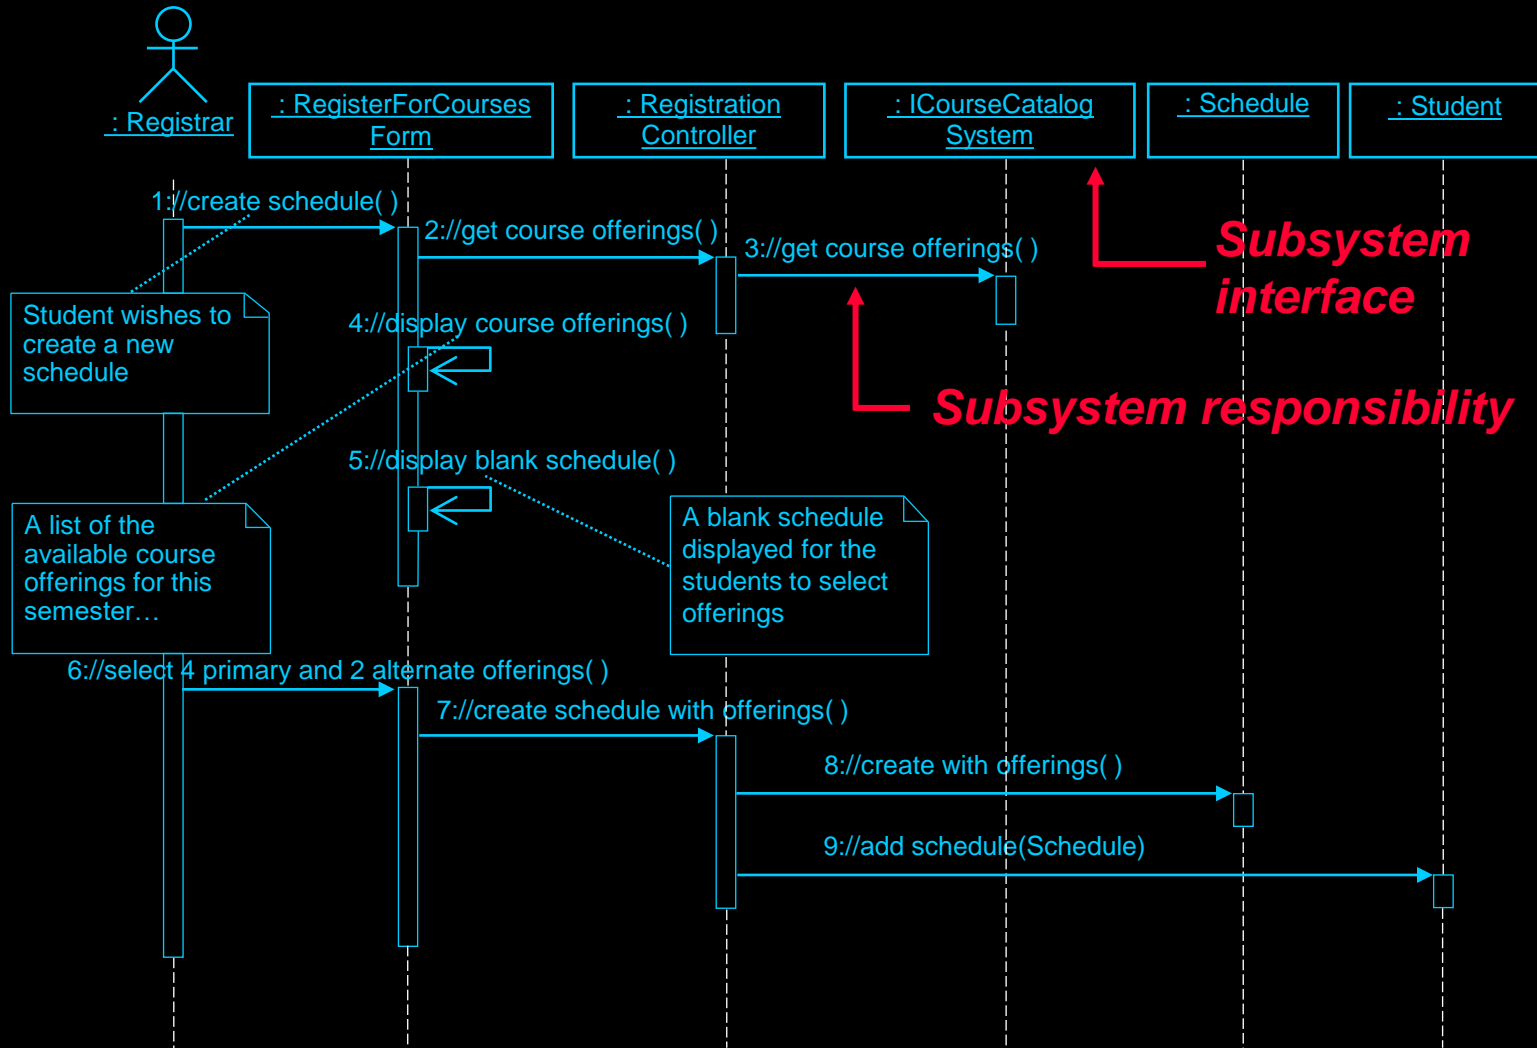 : Registrar
: RegisterForCourses
Form
: Registration
Controller
: ICourseCatalog
System
: Schedule
: Student
1://create schedule( )
2://get course offerings( )
3://get course offerings( )
Subsystem
interface
Student wishes to
create a new
schedule
4://display course offerings( )
Subsystem responsibility
5://display blank schedule( )
A list of the
available course
offerings for this
semester…
A blank schedule
displayed for the
students to select
offerings
6://select 4 primary and 2 alternate offerings( )
7://create schedule with offerings( )
8://create with offerings( )
9://add schedule(Schedule)